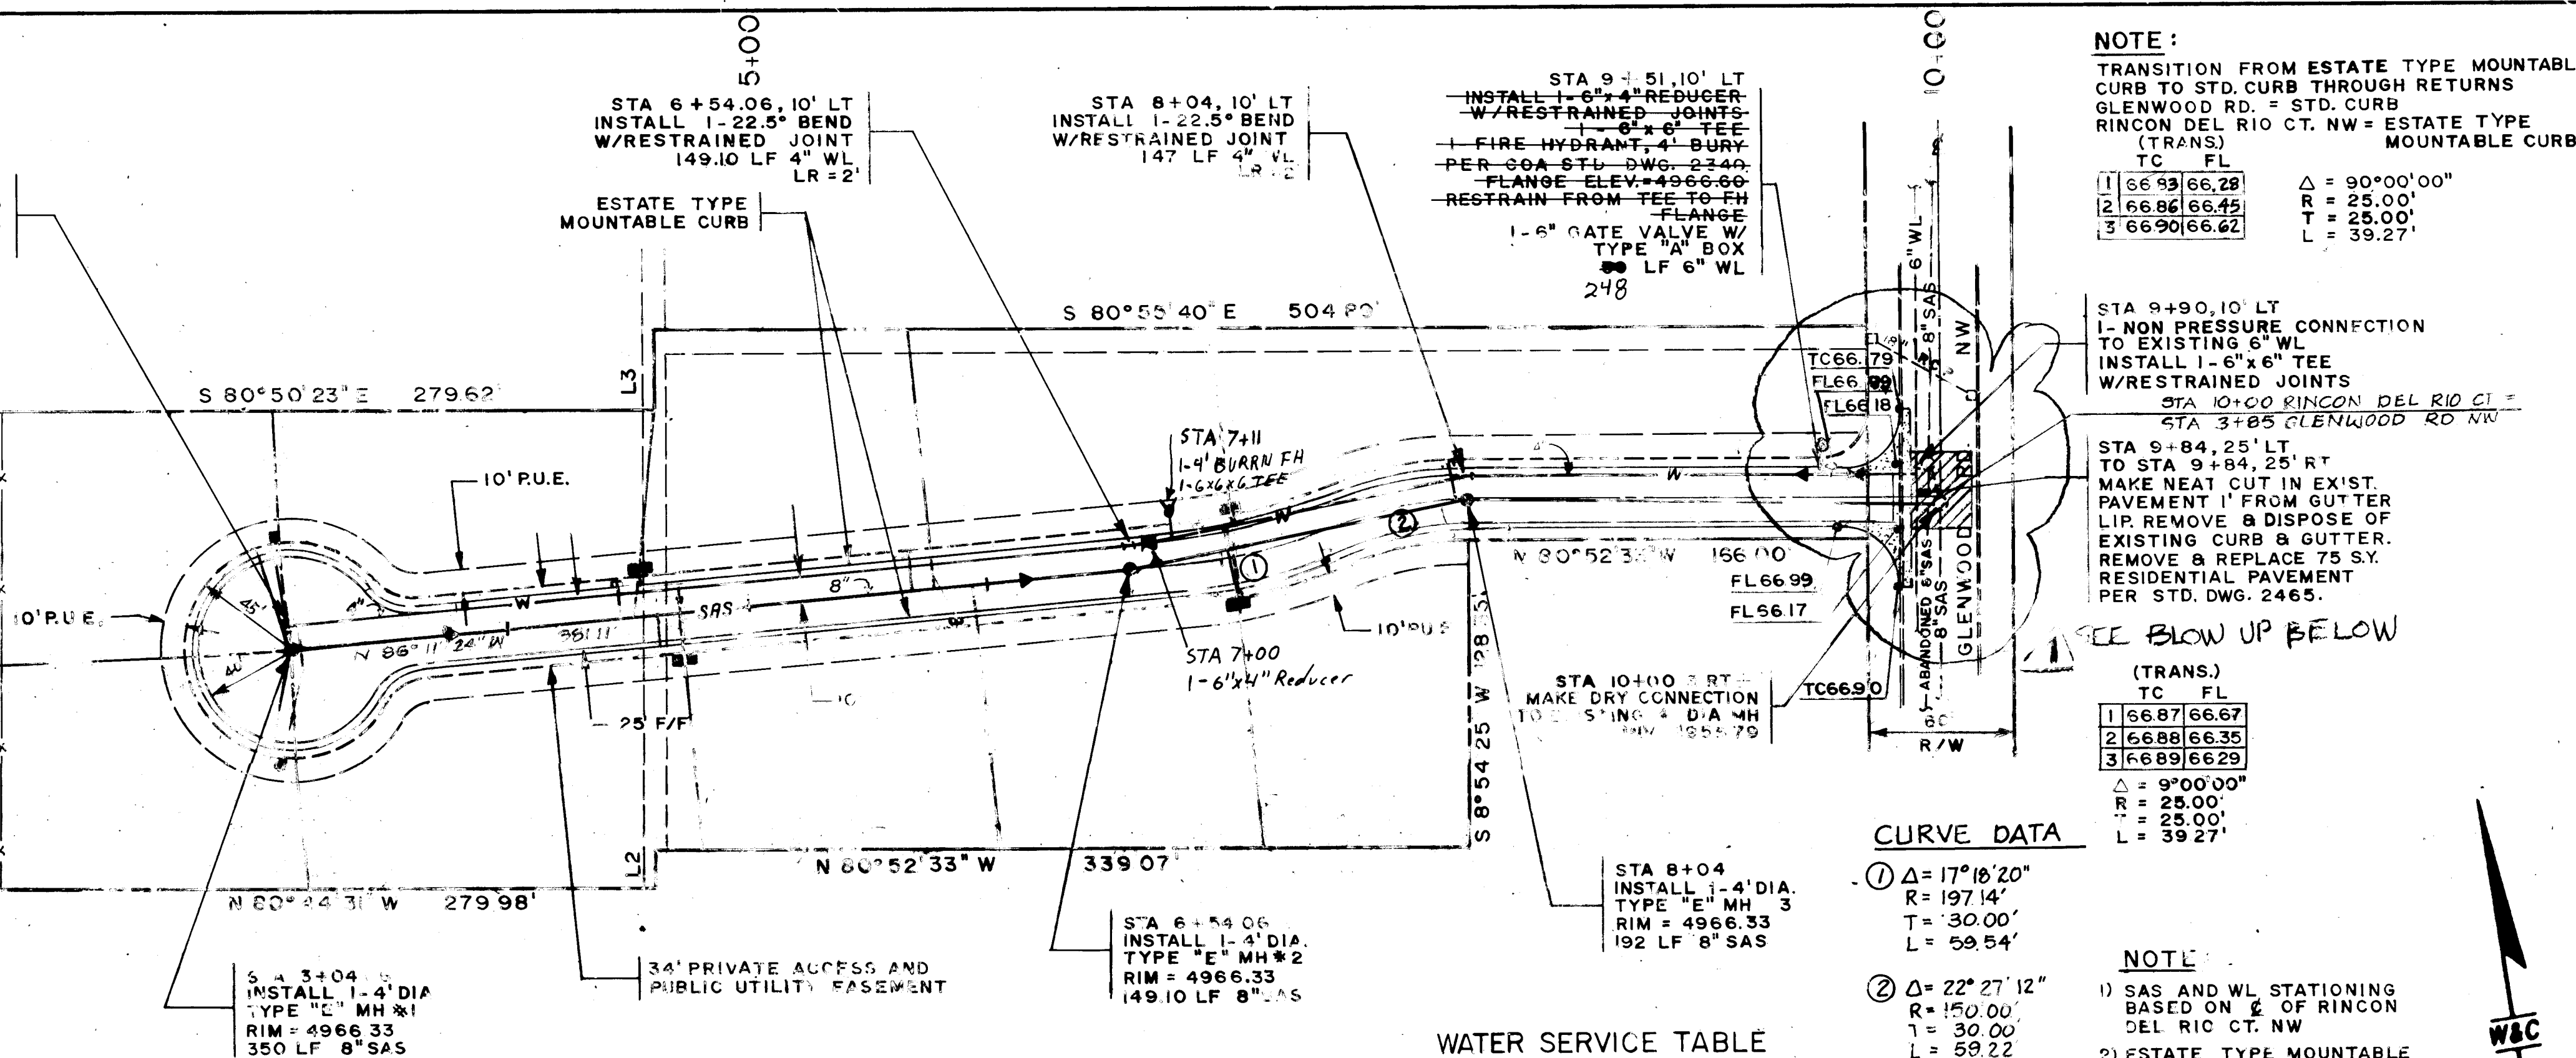 5+00
10+00
STA 6+54.06, 10' LT
INSTALL 1-22.5° BEND
W/RESTRAINED JOINT
149.10 LF 4" WL
LR = 2'
ESTATE TYPE
MOUNTABLE CURB
STA 8+04, 10' LT
INSTALL 1-22.5° BEND
W/RESTRAINED JOINT
147 LF 4" WL
LR = 2'
STA 9+51, 10' LT
INSTALL 1-6"x4" REDUCER
W/RESTRAINED JOINTS
1-6"x6" TEE
1-FIRE HYDRANT, 4' BURY
PER COA STD DWG. 2340
FLANGE ELEV.=4966.60
RESTRAIN FROM TEE TO FH
FLANGE
1-6" GATE VALVE W/
TYPE "A" BOX
LF 6" WL
248
NOTE:
TRANSITION FROM ESTATE TYPE MOUNTABL
CURB TO STD. CURB THROUGH RETURNS
GLENWOOD RD. = STD. CURB
RINCON DEL RIO CT. NW = ESTATE TYPE
MOUNTABLE CURB
(TRANS.)
TC FL
1 66.83 66.28
2 66.86 66.45
3 66.90 66.62
Δ = 90°00'00"
R = 25.00'
T = 25.00'
L = 39.27'
STA 9+90, 10' LT
1-NON PRESSURE CONNECTION
TO EXISTING 6" WL
INSTALL 1-6"x6" TEE
W/RESTRAINED JOINTS
STA 10+00 RINCON DEL RIO CT =
STA 3+85 GLENWOOD RD NW
STA 9+84, 25' LT
TO STA 9+84, 25' RT
MAKE NEAT CUT IN EXIST.
PAVEMENT 1' FROM GUTTER
LIP. REMOVE & DISPOSE OF
EXISTING CURB & GUTTER.
REMOVE & REPLACE 75 S.Y.
RESIDENTIAL PAVEMENT
PER STD. DWG. 2465.
SEE BLOW UP BELOW
1
(TRANS.)
TC FL
1 66.87 66.67
2 66.88 66.35
3 66.89 66.29
Δ = 9°00'00"
R = 25.00'
T = 25.00'
L = 39.27'
S 80°55'40" E 504
S 80°50'23" E 279.62'
L3
6" WL
8" SAS
TC66.79
FL66
FL66.18
STA 7+11
1-4' BURRN FH
1-6x6x6 TEE
10' P.U.E.
10' P.U.E.
45'
W
8"
SAS
N 86°11'24" W 381.11'
W
W
1
2
10' PUE
25 F/F
STA 7+00
1-6"x4" Reducer
N 80°52'33" W 166.00'
FL66.99
FL66.17
TC66.90
STA 10+00 RT
MAKE DRY CONNECTION
TO EXISTING 4' DIA MH
ABANDONED 6" SAS
8" SAS
GLENWOOD RD NW
60'
R/W
S 8°54'25" W
L2
N 80°52'33" W 339.07'
N 80°44'31" W 279.98'
STA 3+04
INSTALL 1-4' DIA
TYPE "E" MH #1
RIM = 4966.33
350 LF 8" SAS
34' PRIVATE ACCESS AND
PUBLIC UTILITY EASEMENT
STA 6+54.06
INSTALL 1-4' DIA.
TYPE "E" MH #2
RIM = 4966.33
149.10 LF 8" SAS
STA 8+04
INSTALL 1-4' DIA.
TYPE "E" MH 3
RIM = 4966.33
192 LF 8" SAS
CURVE DATA
1 Δ= 17°18'20"
R= 197.14'
T= 30.00'
L= 59.54'
2 Δ= 22°27'12"
R= 150.00'
T= 30.00'
L= 59.22'
NOTE:
1) SAS AND WL STATIONING
BASED ON ℄ OF RINCON
DEL RIO CT. NW
2) ESTATE TYPE MOUNTABLE
WATER SERVICE TABLE
W&C